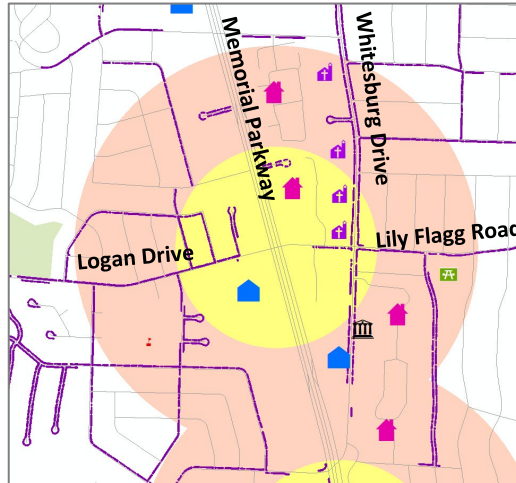 Memorial Parkway
Whitesburg Drive
Logan Drive
Lily Flagg Road